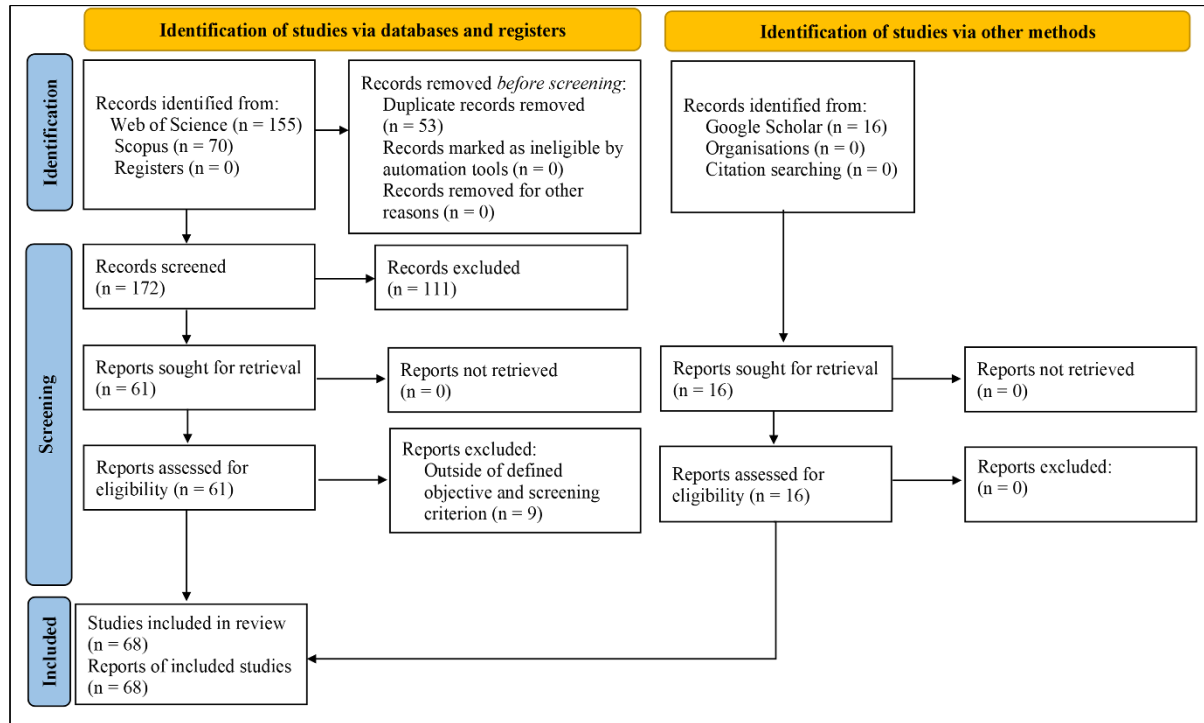 Identification of studies via databases and registers
Identification of studies via other methods
Identification
Records identified from:
Web of Science (n = 155)
Scopus (n = 70)
Registers (n = 0)
Records removed before screening:
Duplicate records removed
(n = 53)
Records marked as ineligible by
automation tools (n = 0)
Records removed for other
reasons (n = 0)
Records identified from:
Google Scholar (n = 16)
Organisations (n = 0)
Citation searching (n = 0)
Screening
Records screened
(n = 172)
Records excluded
(n = 111)
Reports sought for retrieval
(n = 61)
Reports not retrieved
(n = 0)
Reports sought for retrieval
(n = 16)
Reports not retrieved
(n = 0)
Reports assessed for
eligibility (n = 61)
Reports excluded:
Outside of defined
objective and screening
criterion (n = 9)
Reports assessed for
eligibility (n = 16)
Reports excluded:
(n = 0)
Included
Studies included in review
(n = 68)
Reports of included studies
(n = 68)